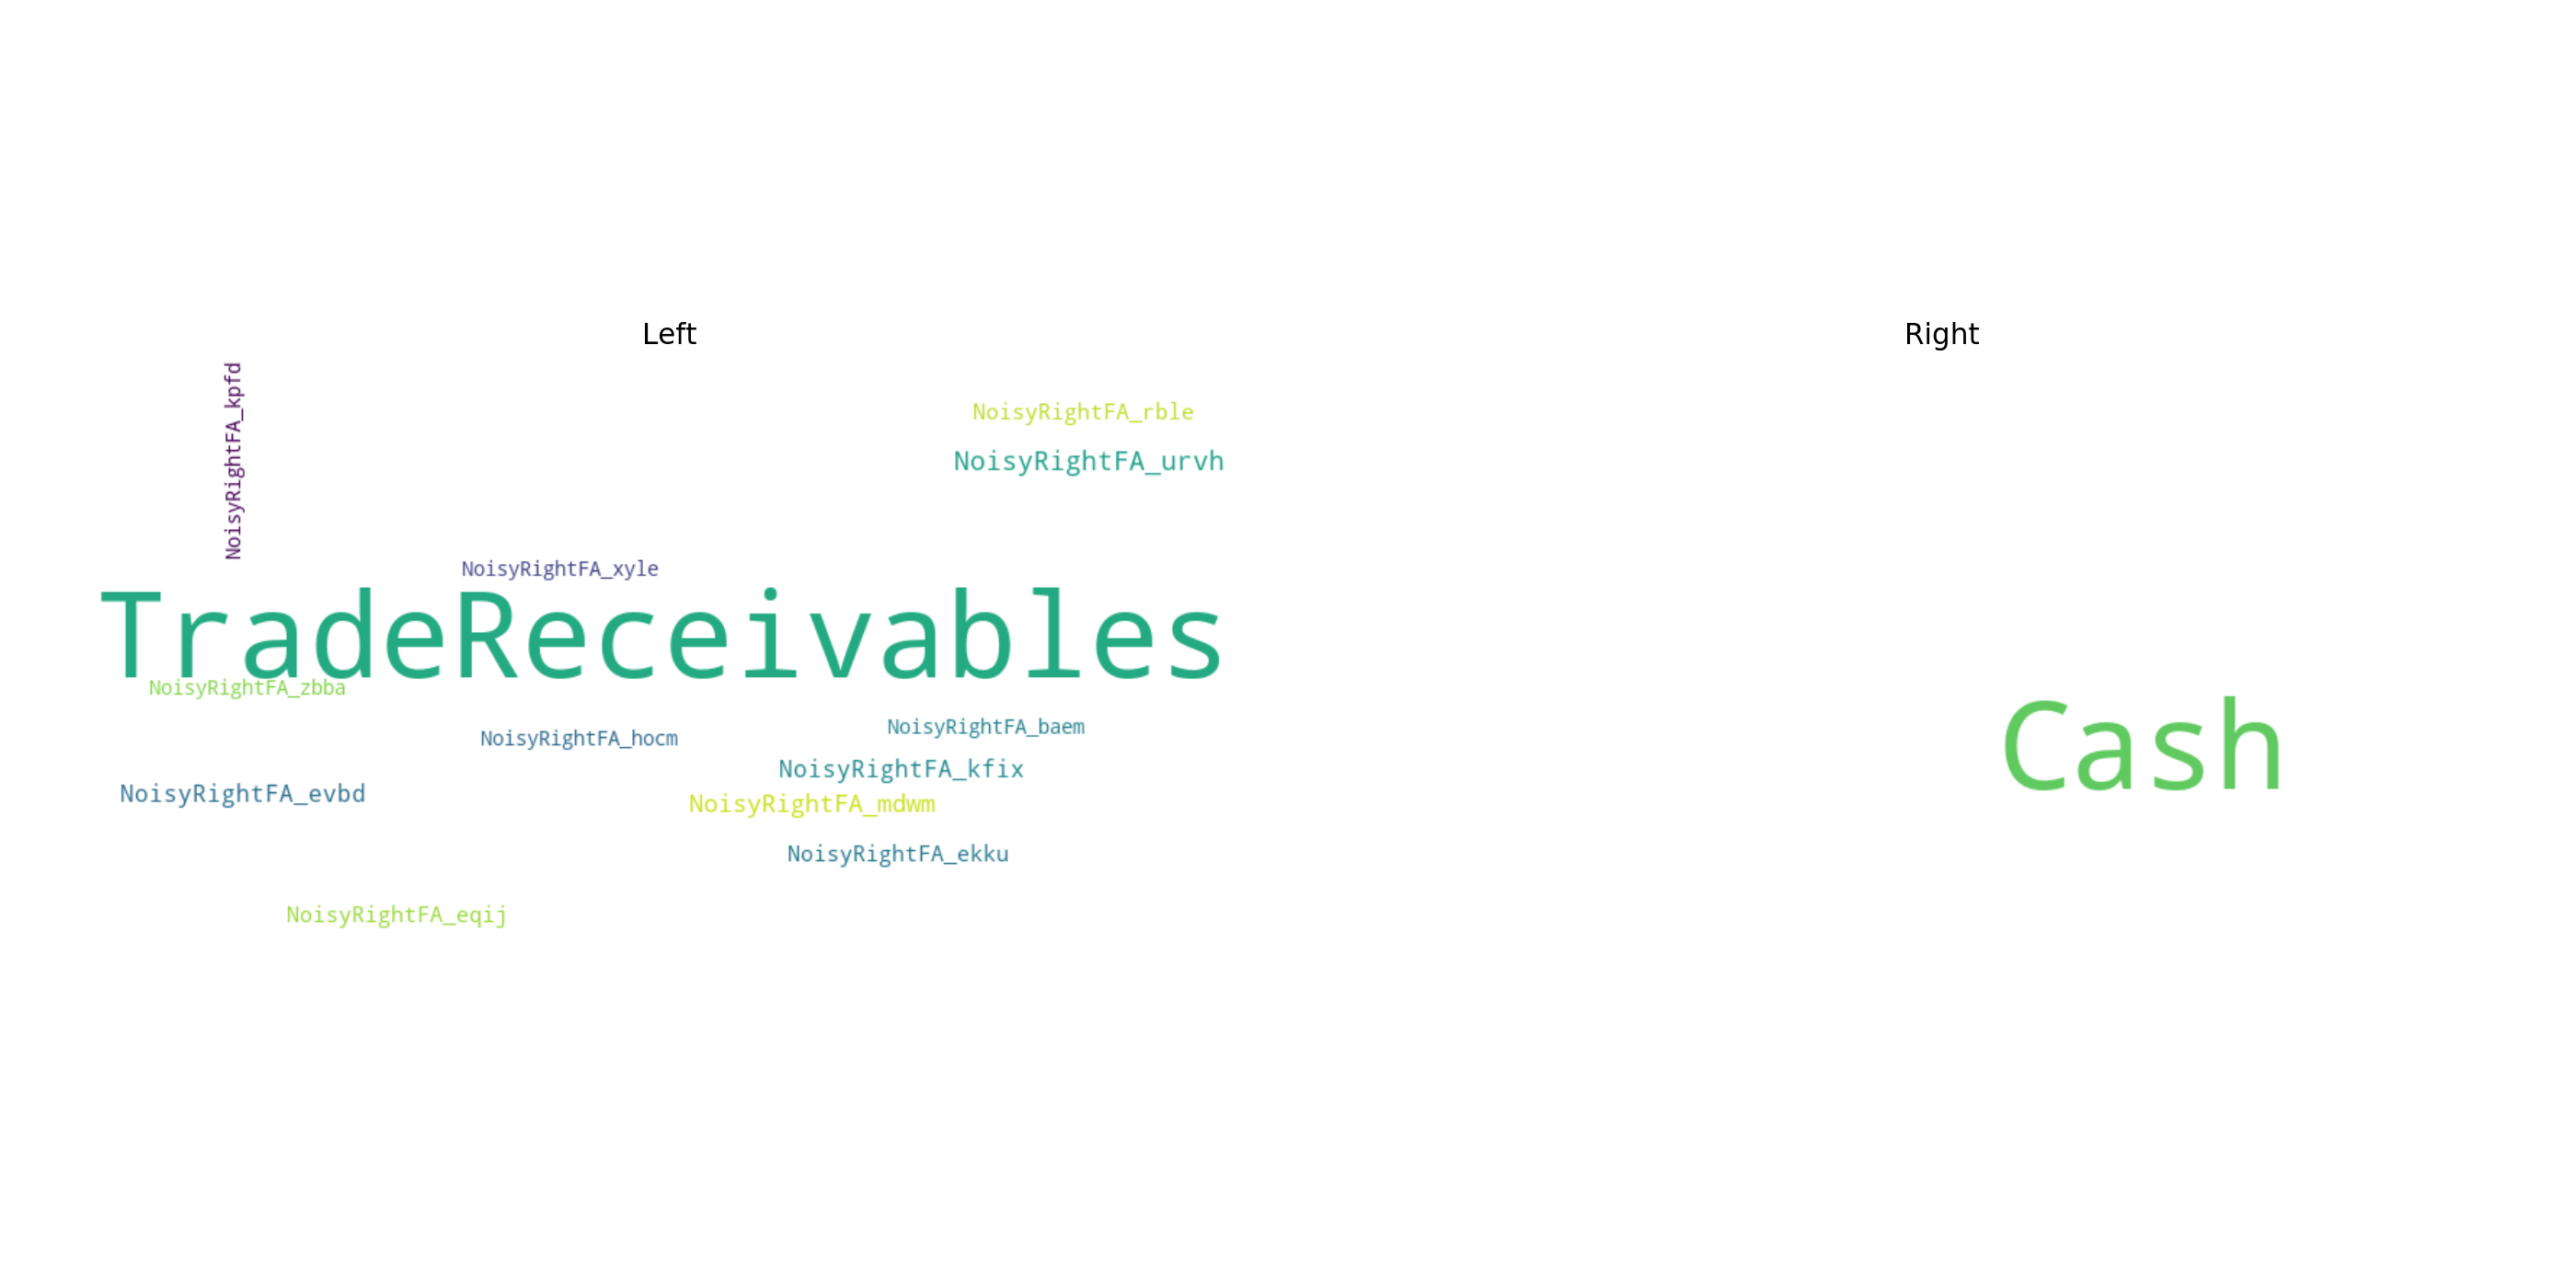 Left
NoisyRightFA_kpfd
NoisyRightFA_rble
NoisyRightFA_urvh
NoisyRightFA_xyle
TradeReceivables
NoisyRightFA_zbba
NoisyRightFA_baem
NoisyRightFA_hocm
NoisyRightFA_kfix
NoisyRightFA_evbd
NoisyRightFA_mdwm
NoisyRightFA_ekku
NoisyRightFA_eqij
Right
Cash